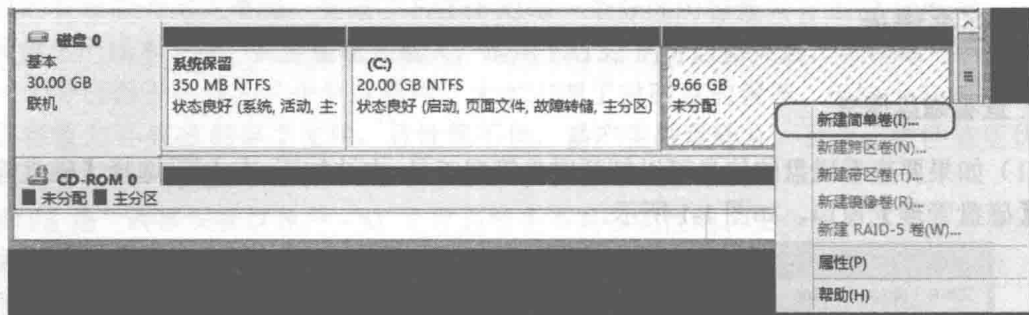 磁盘 0
基本
30.00 GB
联机
系统保留
350 MB NTFS
状态良好 (系统, 活动, 主:
(C:)
20.00 GB NTFS
状态良好 (启动, 页面文件, 故障转储, 主分区)
9.66 GB
未分配
新建简单卷(I)...
新建跨区卷(N)...
新建带区卷(T)...
新建镜像卷(R)...
新建 RAID-5 卷(W)...
属性(P)
帮助(H)
CD-ROM 0
未分配 主分区